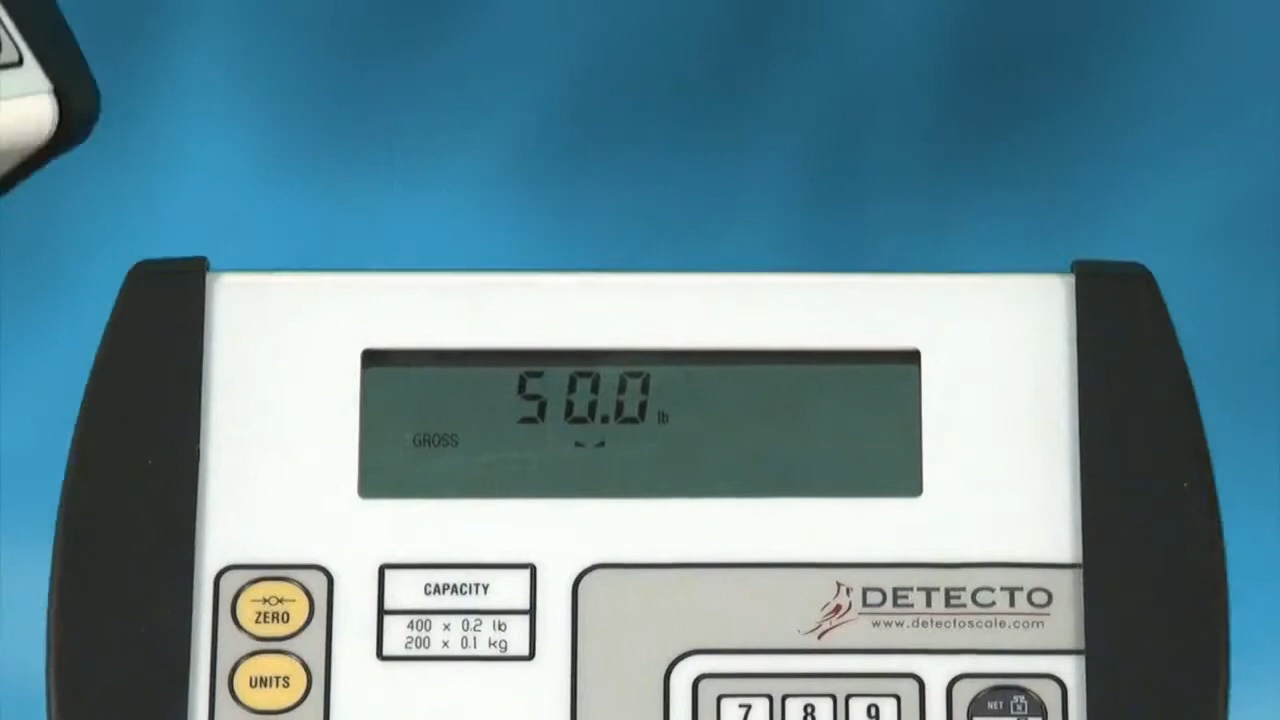 50.0 lb
GROSS
ZERO
UNITS
CAPACITY
400 x 0.2 lb
200 x 0.1 kg
DETECTO
www.detectoscale.com
7 8 9
NET
N